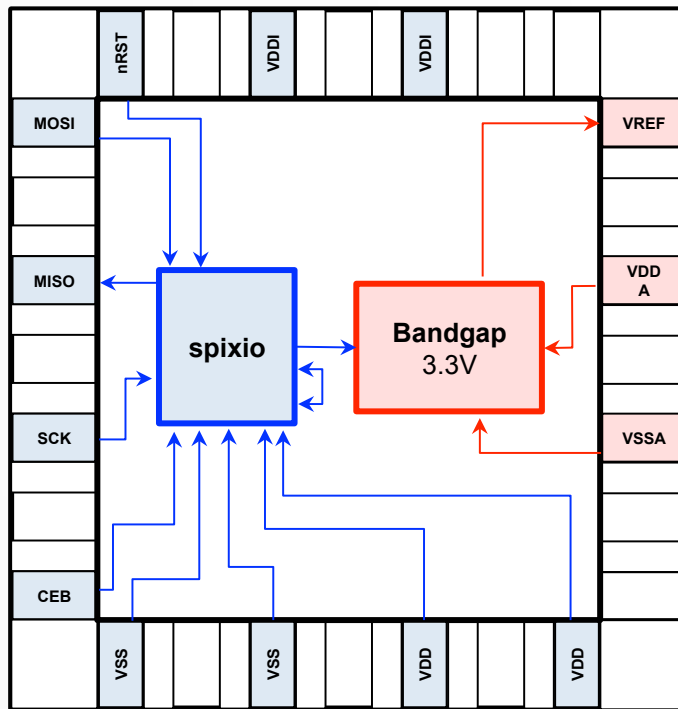 nRST
VDDI
VDDI
MOSI
VREF
MISO
VDD
A
spixio
Bandgap
3.3V
SCK
VSSA
CEB
VSS
VSS
VDD
VDD